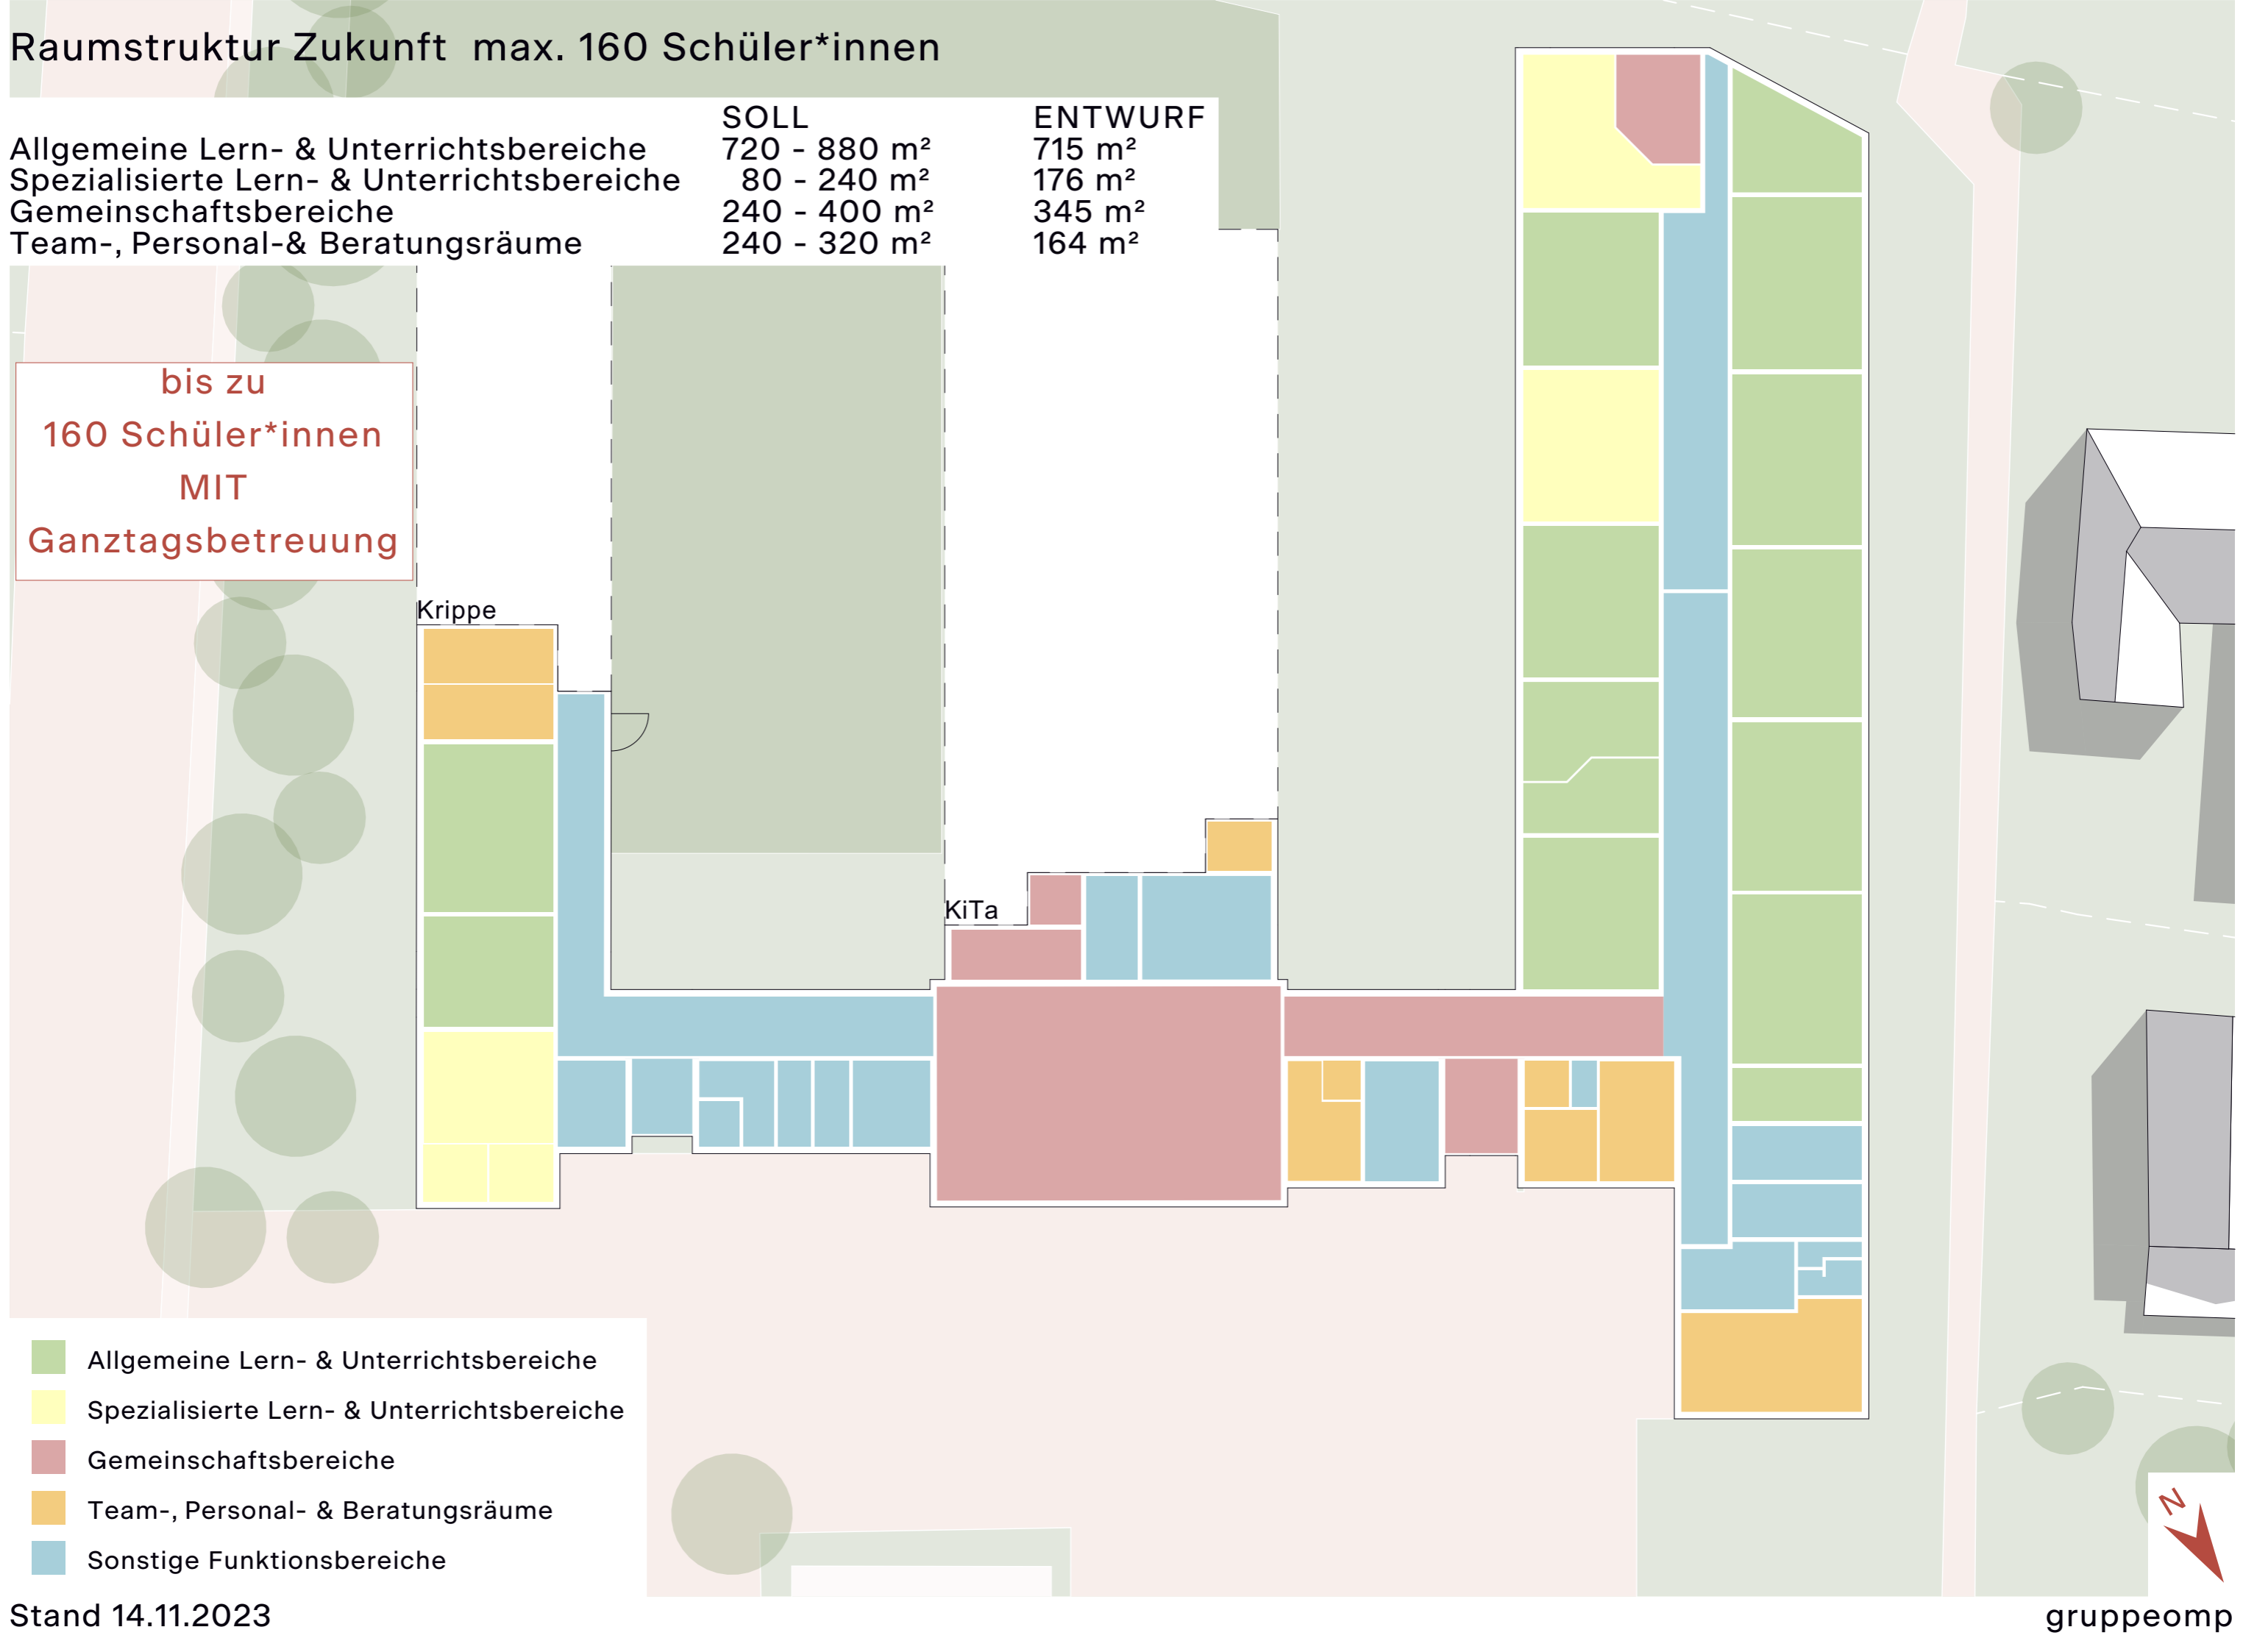 Raumstruktur Zukunft max. 160 Schüler*innen
SOLL ENTWURF
Allgemeine Lern- & Unterrichtsbereiche 720 - 880 m² 715 m²
Spezialisierte Lern- & Unterrichtsbereiche 80 - 240 m² 176 m²
Gemeinschaftsbereiche 240 - 400 m² 345 m²
Team-, Personal-& Beratungsräume 240 - 320 m² 164 m²
bis zu
160 Schüler*innen
MIT
Ganztagsbetreuung
Krippe
KiTa
Allgemeine Lern- & Unterrichtsbereiche
Spezialisierte Lern- & Unterrichtsbereiche
Gemeinschaftsbereiche
Team-, Personal- & Beratungsräume
Sonstige Funktionsbereiche
N
Stand 14.11.2023
gruppeomp